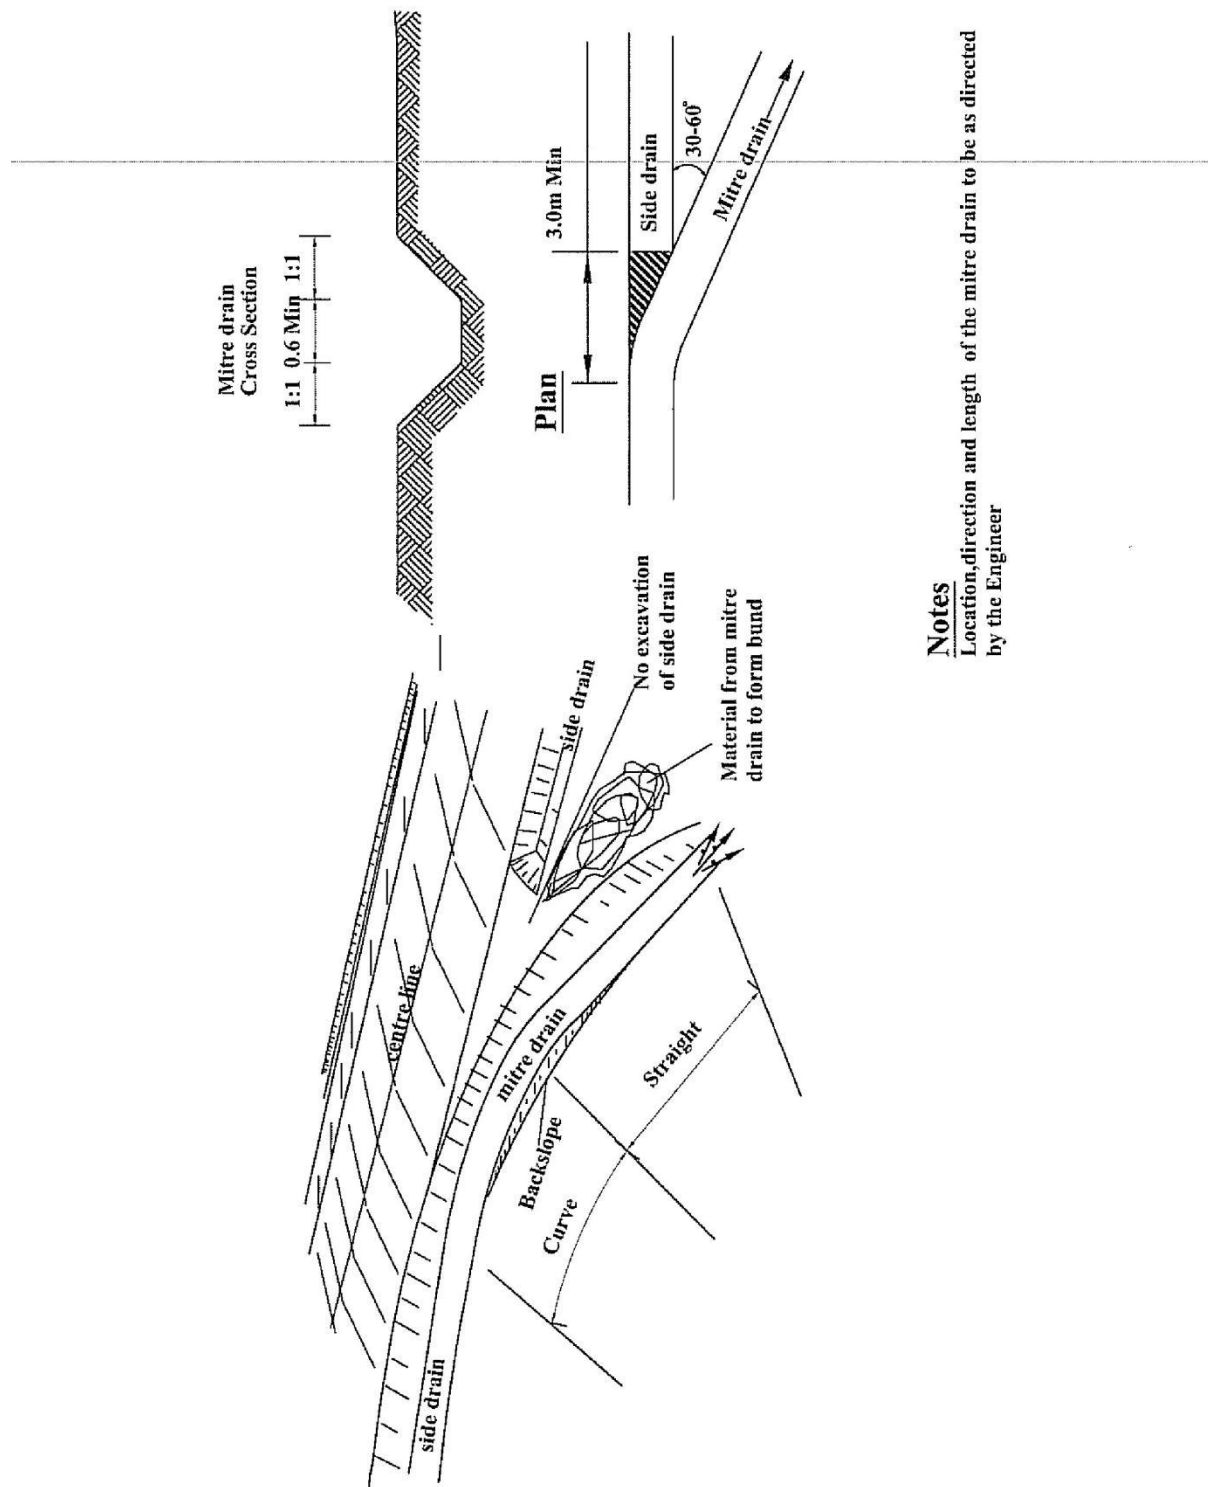 Mitre drain
Cross Section
1:1 0.6 Min 1:1
centre line
side drain
No excavation
of side drain
Material from mitre
drain to form bund
side drain
mitre drain
Backslope
Curve
Straight
Plan
3.0m Min
Side drain
30-60°
Mitre drain
Notes
Location,direction and length of the mitre drain to be as directed
by the Engineer